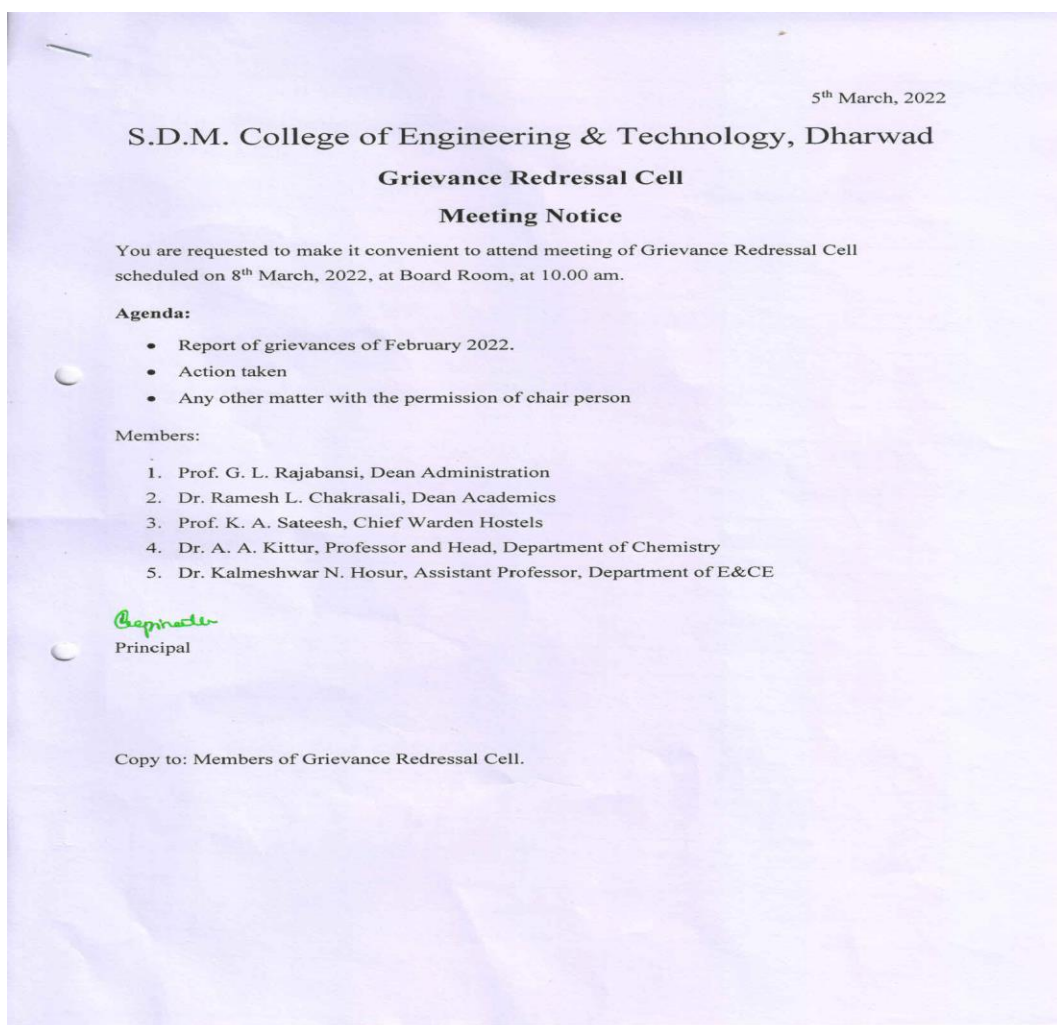 5th March, 2022
S.D.M. College of Engineering & Technology, Dharwad
Grievance Redressal Cell
Meeting Notice
You are requested to make it convenient to attend meeting of Grievance Redressal Cell
scheduled on 8th March, 2022, at Board Room, at 10.00 am.
Agenda:
• Report of grievances of February 2022.
• Action taken
• Any other matter with the permission of chair person
Members:
1. Prof. G. L. Rajabansi, Dean Administration
2. Dr. Ramesh L. Chakrasali, Dean Academics
3. Prof. K. A. Sateesh, Chief Warden Hostels
4. Dr. A. A. Kittur, Professor and Head, Department of Chemistry
5. Dr. Kalmeshwar N. Hosur, Assistant Professor, Department of E&CE
Principal
Copy to: Members of Grievance Redressal Cell.